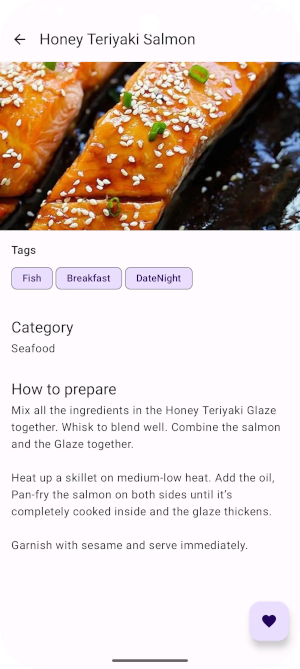 Honey Teriyaki Salmon
Tags
Fish Breakfast DateNight
Category
Seafood
How to prepare
Mix all the ingredients in the Honey Teriyaki Glaze
together. Whisk to blend well. Combine the salmon
and the Glaze together.
Heat up a skillet on medium-low heat. Add the oil,
Pan-fry the salmon on both sides until it's
completely cooked inside and the glaze thickens.
Garnish with sesame and serve immediately.